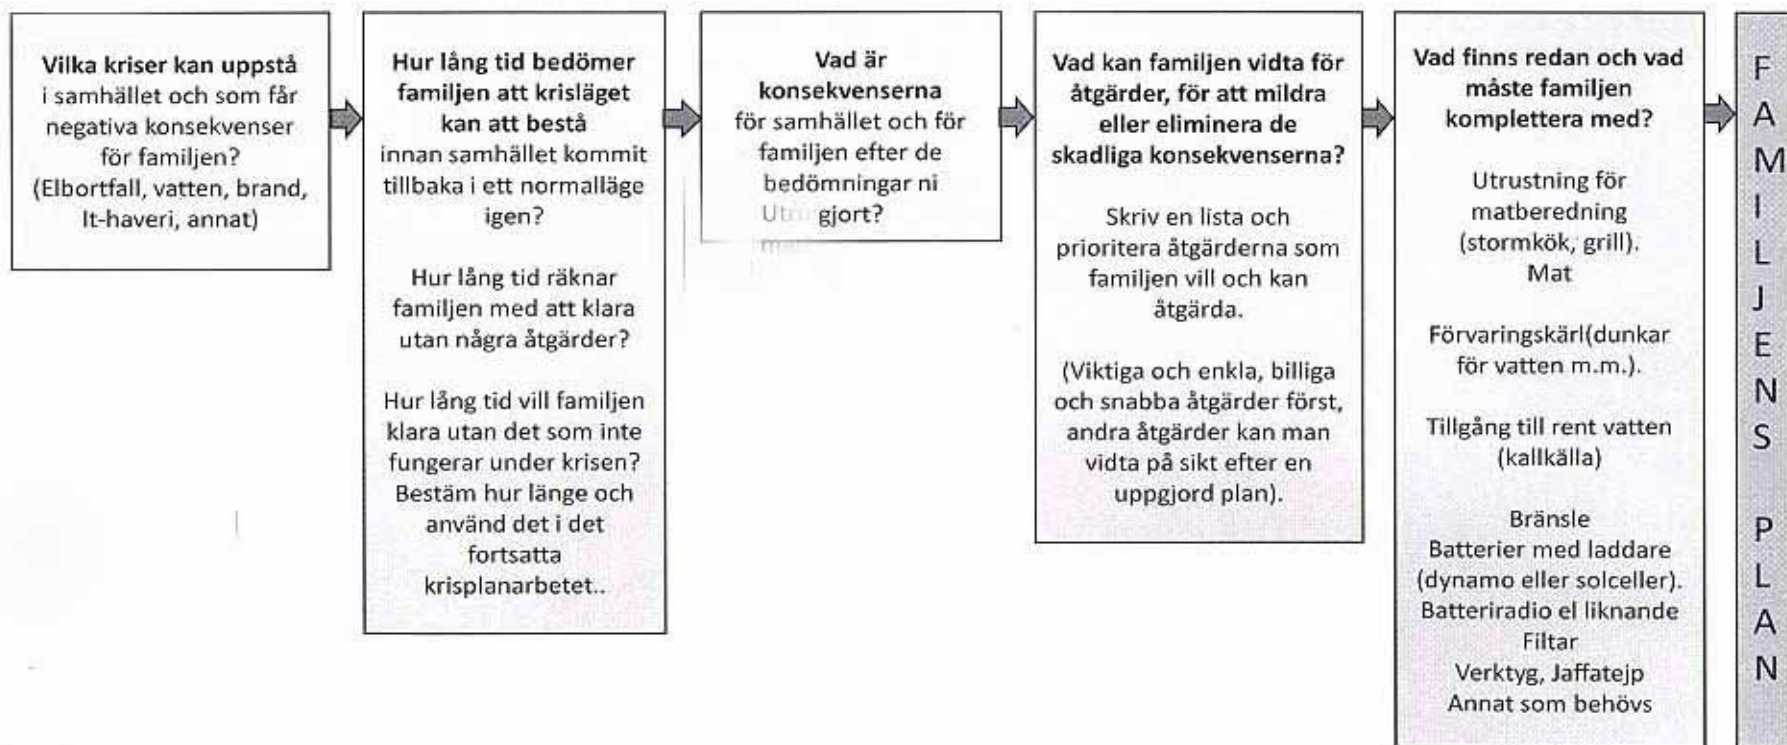 Vilka kriser kan uppstå
i samhället och som får
negativa konsekvenser
för familjen?
(Elbortfall, vatten, brand,
It-haveri, annat)
Hur lång tid bedömer
familjen att krisläget
kan att bestå
innan samhället kommit
tillbaka i ett normalläge
igen?
Hur lång tid räknar
familjen med att klara
utan några åtgärder?
Hur lång tid vill familjen
klara utan det som inte
fungerar under krisen?
Bestäm hur länge och
använd det i det
fortsatta
krisplanarbetet..
Vad är
konsekvenserna
för samhället och för
familjen efter de
bedömningar ni
gjort?
Vad kan familjen vidta för
åtgärder, för att mildra
eller eliminera de
skadliga konsekvenserna?
Skriv en lista och
prioritera åtgärderna som
familjen vill och kan
åtgärda.
(Viktiga och enkla, billiga
och snabba åtgärder först,
andra åtgärder kan man
vidta på sikt efter en
uppgjord plan).
Vad finns redan och vad
måste familjen
komplettera med?
Utrustning för
matberedning
(stormkök, grill).
Mat
Förvaringskärl(dunkar
för vatten m.m.).
Tillgång till rent vatten
(kallkälla)
Bränsle
Batterier med laddare
(dynamo eller solceller).
Batteriradio el liknande
Filtar
Verktyg, Jaffatejp
Annat som behövs
FAMILJENS PLAN